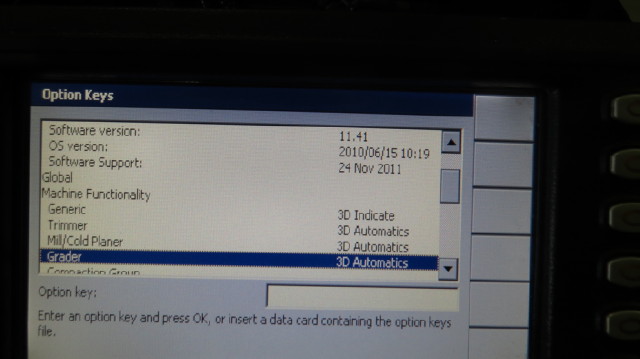 Option Keys
Software version: 11.41
OS version: 2010/06/15 10:19
Software Support: 24 Nov 2011
Global
Machine Functionality
Generic 3D Indicate
Trimmer 3D Automatics
Mill/Cold Planer 3D Automatics
Grader 3D Automatics
Compaction Group
Option key:
Enter an option key and press OK, or insert a data card containing the option keys
file.